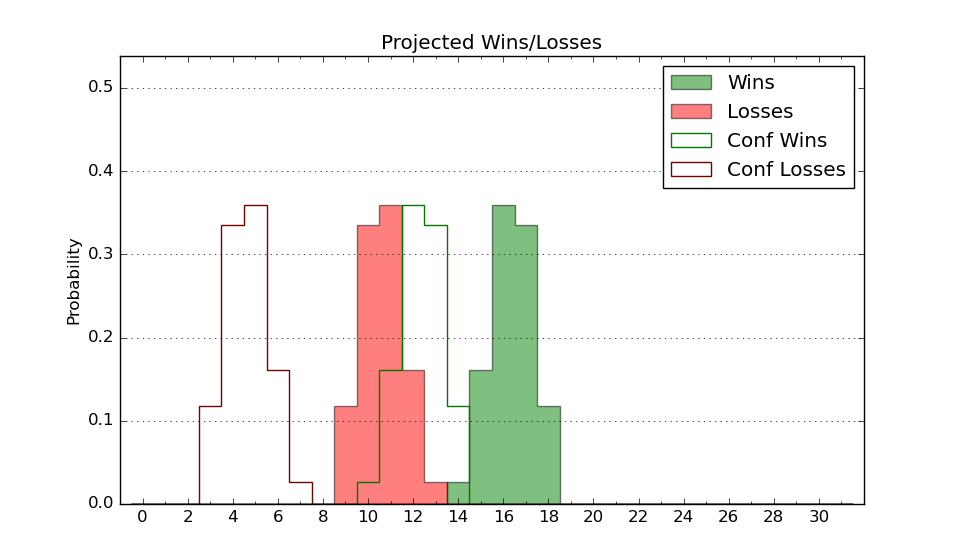 Projected Wins/Losses
0.5
0.4
0.3
0.2
0.1
0.0
Probability
Wins
Losses
Conf Wins
Conf Losses
0 2 4 6 8 10 12 14 16 18 20 22 24 26 28 30